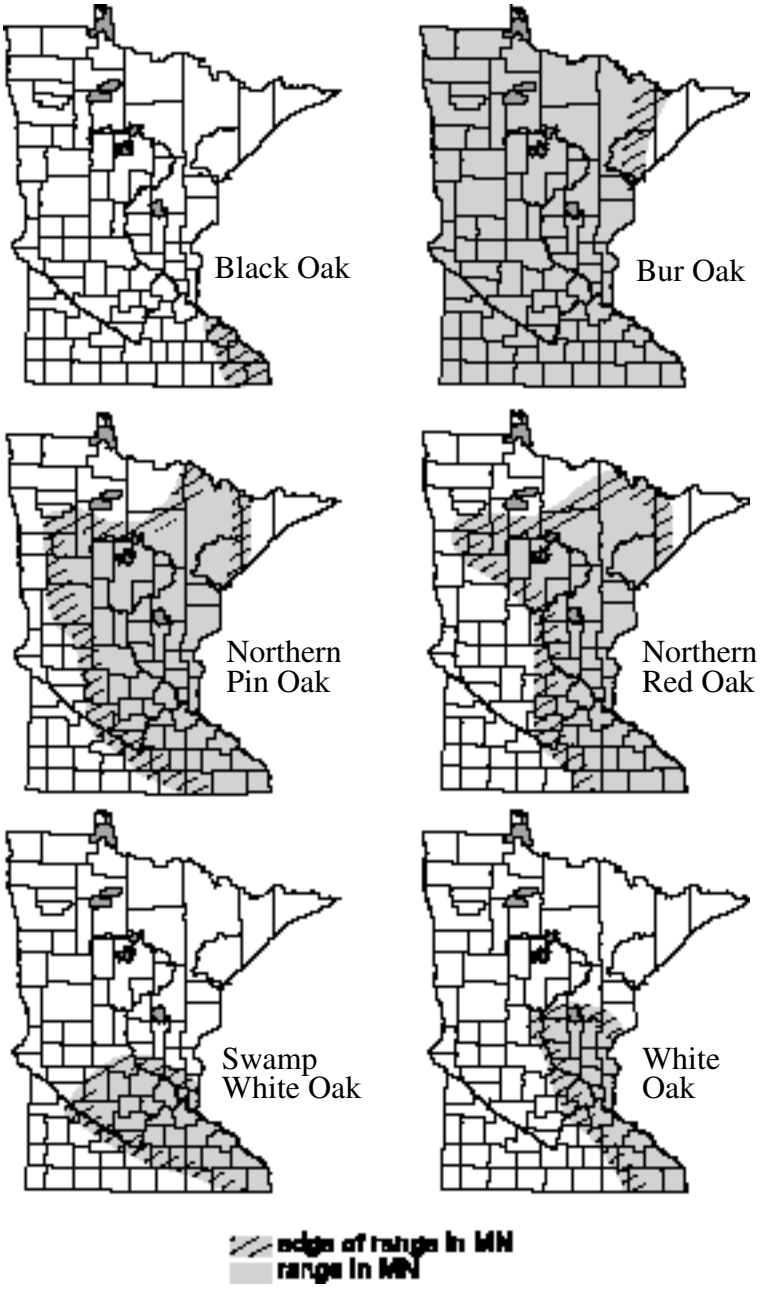 Black Oak
Bur Oak
Northern
Pin Oak
Northern
Red Oak
Swamp
White Oak
White
Oak
edge of range in MN
range in MN